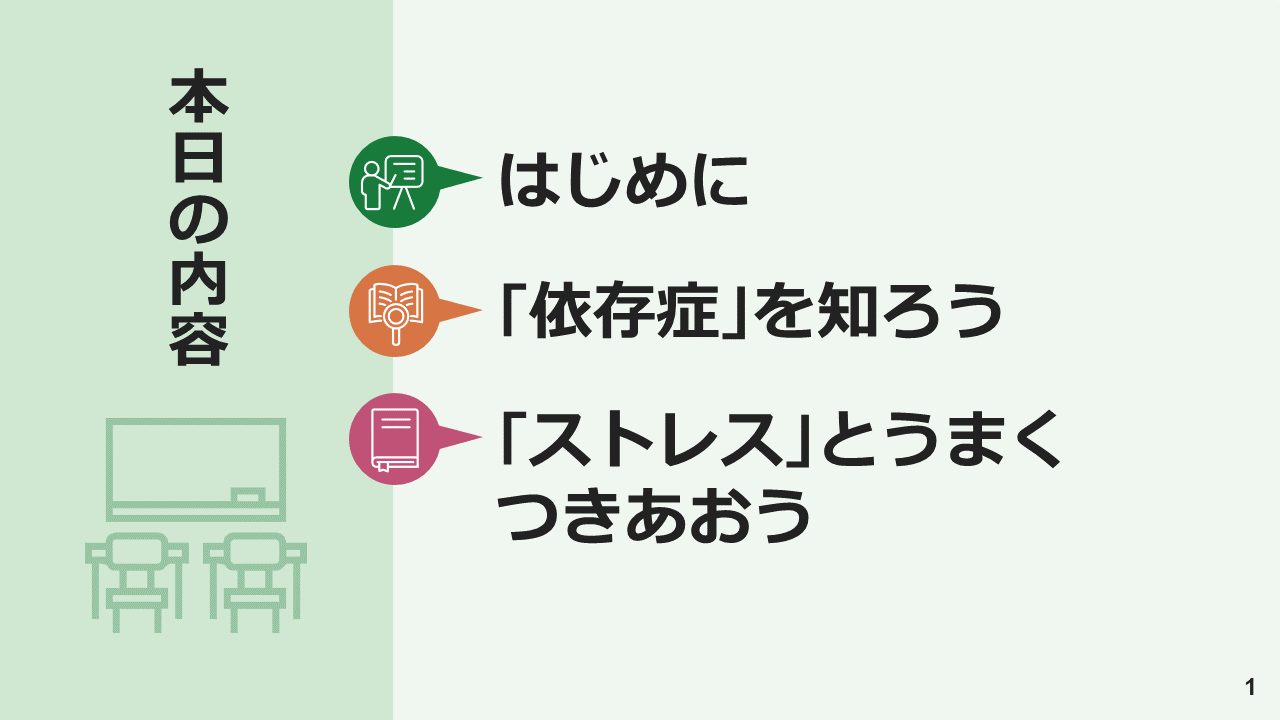 本日の内容
はじめに
「依存症」を知ろう
「ストレス」とうまく
つきあおう
1